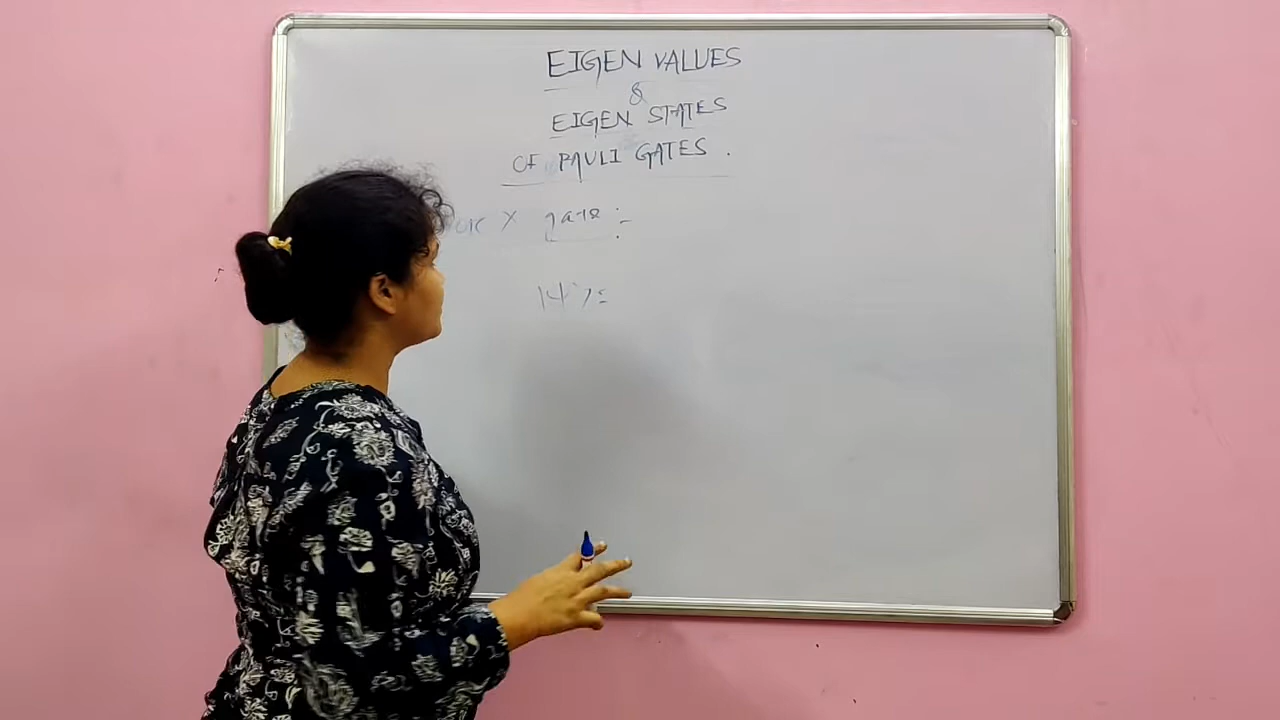 EIGEN VALUES
&
EIGEN STATES
OF PAULI GATES .
X gate :-
|ψ> =